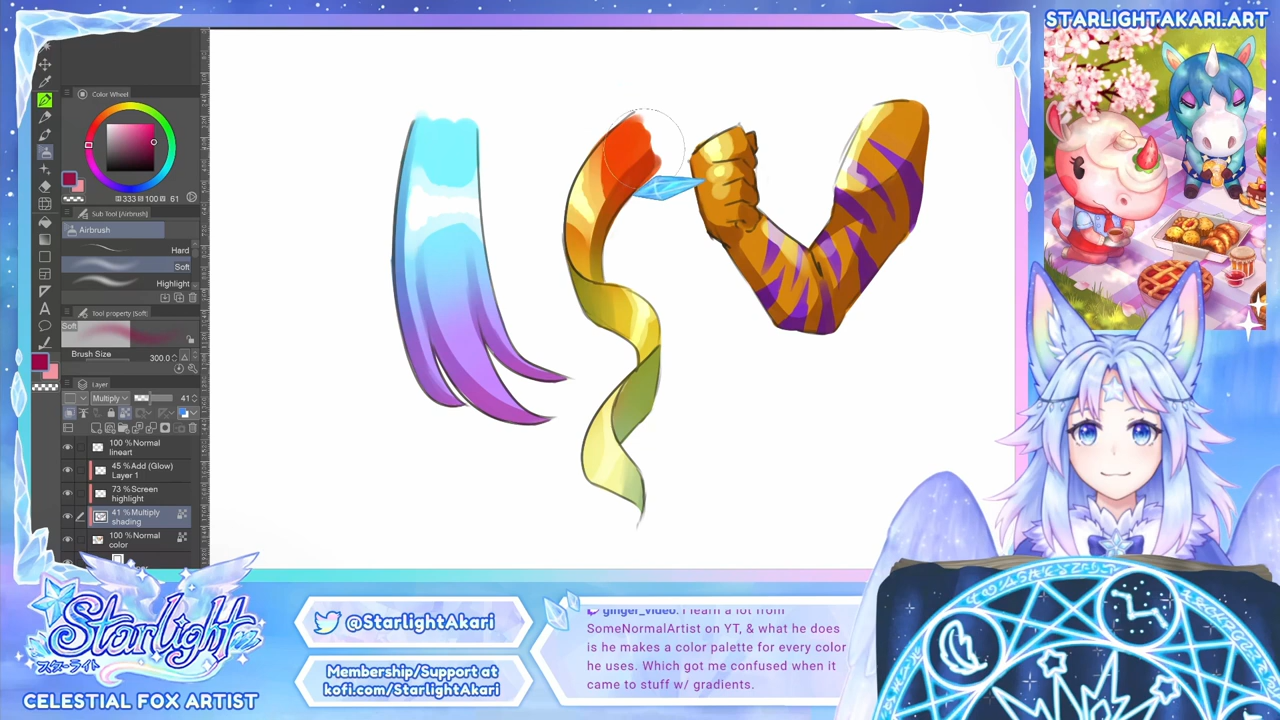 STARLIGHTAKARI.ART
Color Wheel
333 100 61
Sub Tool [Airbrush]
Airbrush
Hard
Soft
Highlight
Tool property [Soft]
Soft
Brush Size 300.0
Layer
Multiply 41
100 %Normal
lineart
45 %Add (Glow)
Layer 1
73 %Screen
highlight
41 %Multiply
shading
100 %Normal
color
Starlight
スターライト
CELESTIAL FOX ARTIST
@StarlightAkari
Membership/Support at
kofi.com/StarlightAkari
ginger_video: I learn a lot from
SomeNormalArtist on YT, & what he does
is he makes a color palette for every color
he uses. Which got me confused when it
came to stuff w/ gradients.